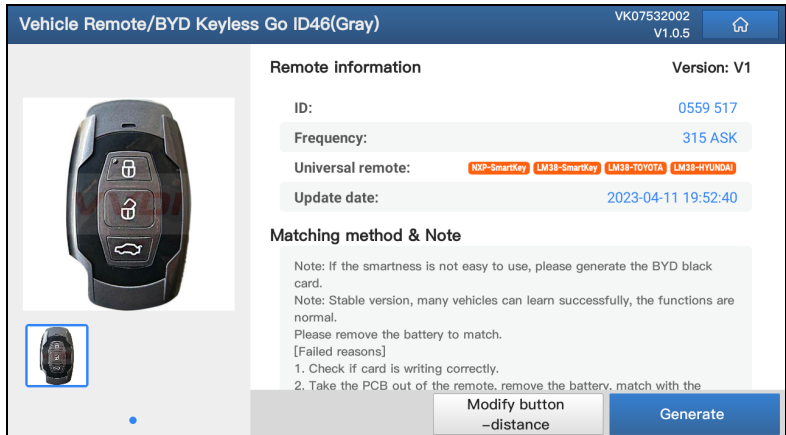 Vehicle Remote/BYD Keyless Go ID46(Gray)
VK07532002
V1.0.5
Remote information
Version: V1
ID:
0559 517
Frequency:
315 ASK
Universal remote:
NXP-SmartKey LM38-SmartKey LM38-TOYOTA LM38-HYUNDAI
Update date:
2023-04-11 19:52:40
Matching method & Note
Note: If the smartness is not easy to use, please generate the BYD black
card.
Note: Stable version, many vehicles can learn successfully, the functions are
normal.
Please remove the battery to match.
[Failed reasons]
1. Check if card is writing correctly.
2. Take the PCB out of the remote, remove the battery, match with the
VVDI
Modify button
-distance
Generate